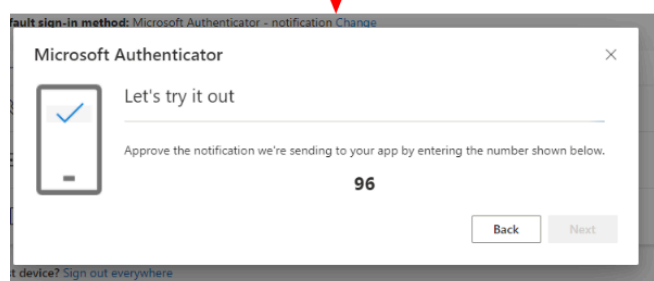 fault sign-in method: Microsoft Authenticator - notification Change
Microsoft Authenticator
Let's try it out
Approve the notification we're sending to your app by entering the number shown below.
96
Back Next
t device? Sign out everywhere